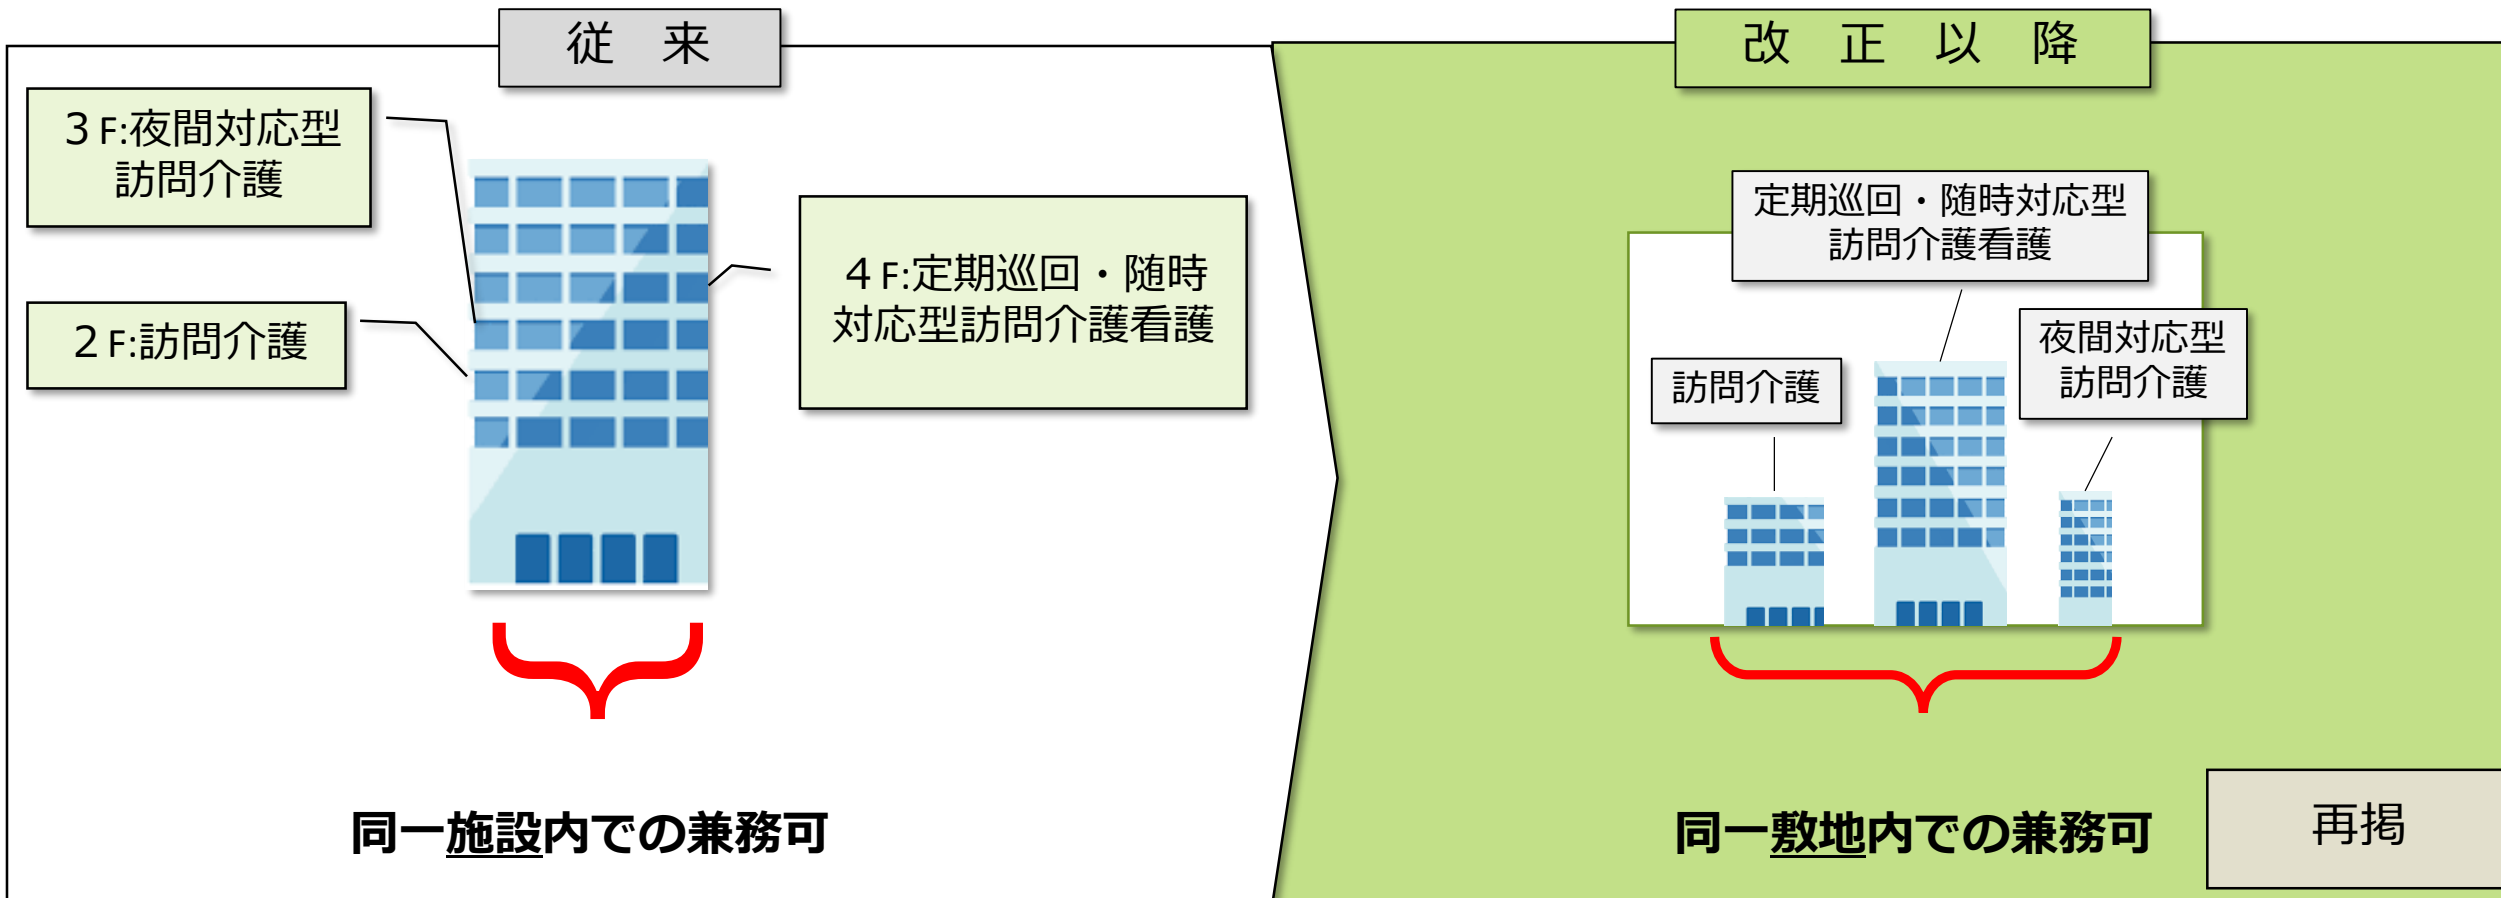 従　来
３F:夜間対応型
訪問介護
２F:訪問介護
４F:定期巡回・随時
対応型訪問介護看護
同一施設内での兼務可
改　正　以　降
定期巡回・随時対応型
訪問介護看護
訪問介護
夜間対応型
訪問介護
同一敷地内での兼務可
再掲